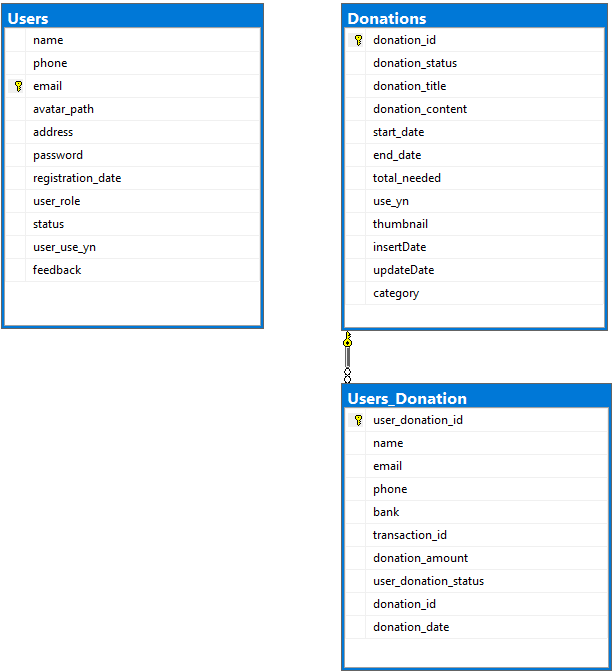 Users
name
phone
email
avatar_path
address
password
registration_date
user_role
status
user_use_yn
feedback
Donations
donation_id
donation_status
donation_title
donation_content
start_date
end_date
total_needed
use_yn
thumbnail
insertDate
updateDate
category
Users_Donation
user_donation_id
name
email
phone
bank
transaction_id
donation_amount
user_donation_status
donation_id
donation_date